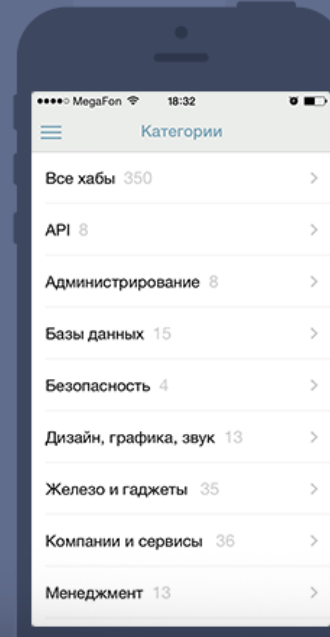 MegaFon 18:32
Категории
Все хабы 350
API 8
Администрирование 8
Базы данных 15
Безопасность 4
Дизайн, графика, звук 13
Железо и гаджеты 35
Компании и сервисы 36
Менеджмент 13